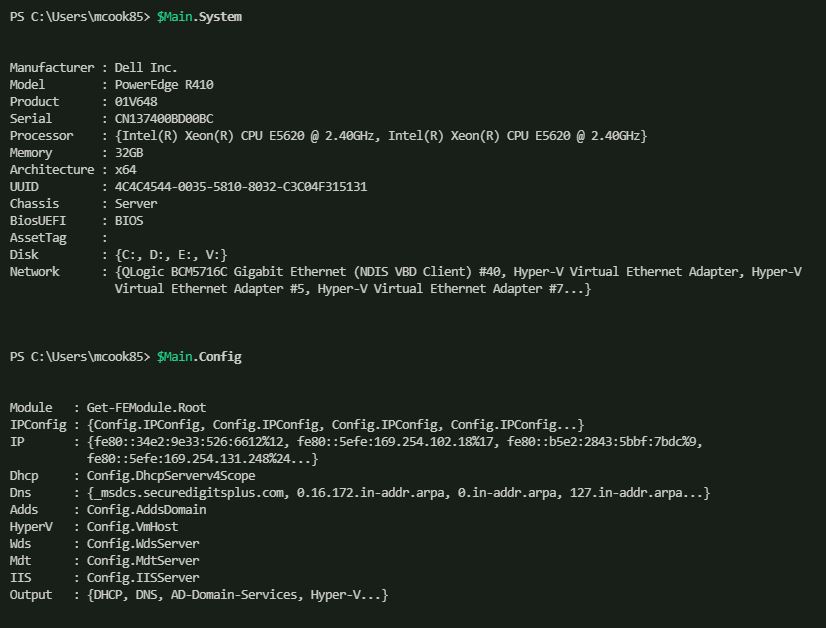 PS C:\Users\mcook85> $Main.System
Manufacturer : Dell Inc.
Model        : PowerEdge R410
Product      : 01V648
Serial       : CN137400BD00BC
Processor    : {Intel(R) Xeon(R) CPU E5620 @ 2.40GHz, Intel(R) Xeon(R) CPU E5620 @ 2.40GHz}
Memory       : 32GB
Architecture : x64
UUID         : 4C4C4544-0035-5810-8032-C3C04F315131
Chassis      : Server
BiosUEFI     : BIOS
AssetTag     :
Disk         : {C:, D:, E:, V:}
Network      : {QLogic BCM5716C Gigabit Ethernet (NDIS VBD Client) #40, Hyper-V Virtual Ethernet Adapter, Hyper-V
               Virtual Ethernet Adapter #5, Hyper-V Virtual Ethernet Adapter #7...}
PS C:\Users\mcook85> $Main.Config
Module   : Get-FEModule.Root
IPConfig : {Config.IPConfig, Config.IPConfig, Config.IPConfig, Config.IPConfig...}
IP       : {fe80::34e2:9e33:526:6612%12, fe80::5efe:169.254.102.18%17, fe80::b5e2:2843:5bbf:7bdc%9,
           fe80::5efe:169.254.131.248%24...}
Dhcp     : Config.DhcpServerv4Scope
Dns      : {_msdcs.securedigitsplus.com, 0.16.172.in-addr.arpa, 0.in-addr.arpa, 127.in-addr.arpa...}
Adds     : Config.AddsDomain
HyperV   : Config.VmHost
Wds      : Config.WdsServer
Mdt      : Config.MdtServer
IIS      : Config.IISServer
Output   : {DHCP, DNS, AD-Domain-Services, Hyper-V...}